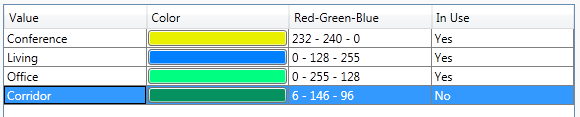 Value Color Red-Green-Blue In Use
Conference 232 - 240 - 0 Yes
Living 0 - 128 - 255 Yes
Office 0 - 255 - 128 Yes
Corridor 6 - 146 - 96 No